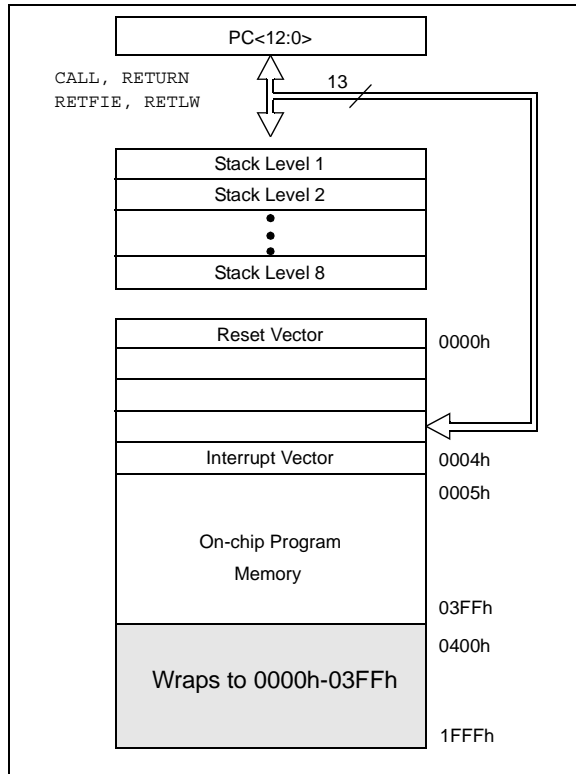 PC<12:0>
CALL, RETURN
RETFIE, RETLW
13
Stack Level 1
Stack Level 2
Stack Level 8
Reset Vector
0000h
Interrupt Vector
0004h
0005h
On-chip Program
Memory
03FFh
0400h
Wraps to 0000h-03FFh
1FFFh